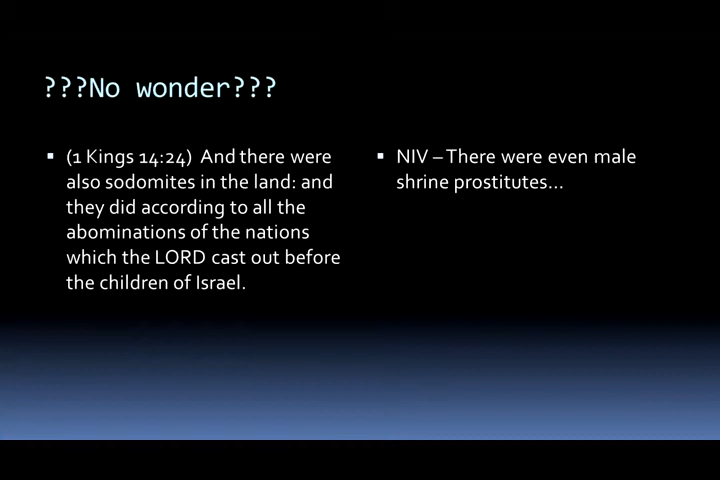 ???No wonder???
▪ (1 Kings 14:24) And there were
also sodomites in the land: and
they did according to all the
abominations of the nations
which the LORD cast out before
the children of Israel.
▪ NIV – There were even male
shrine prostitutes...